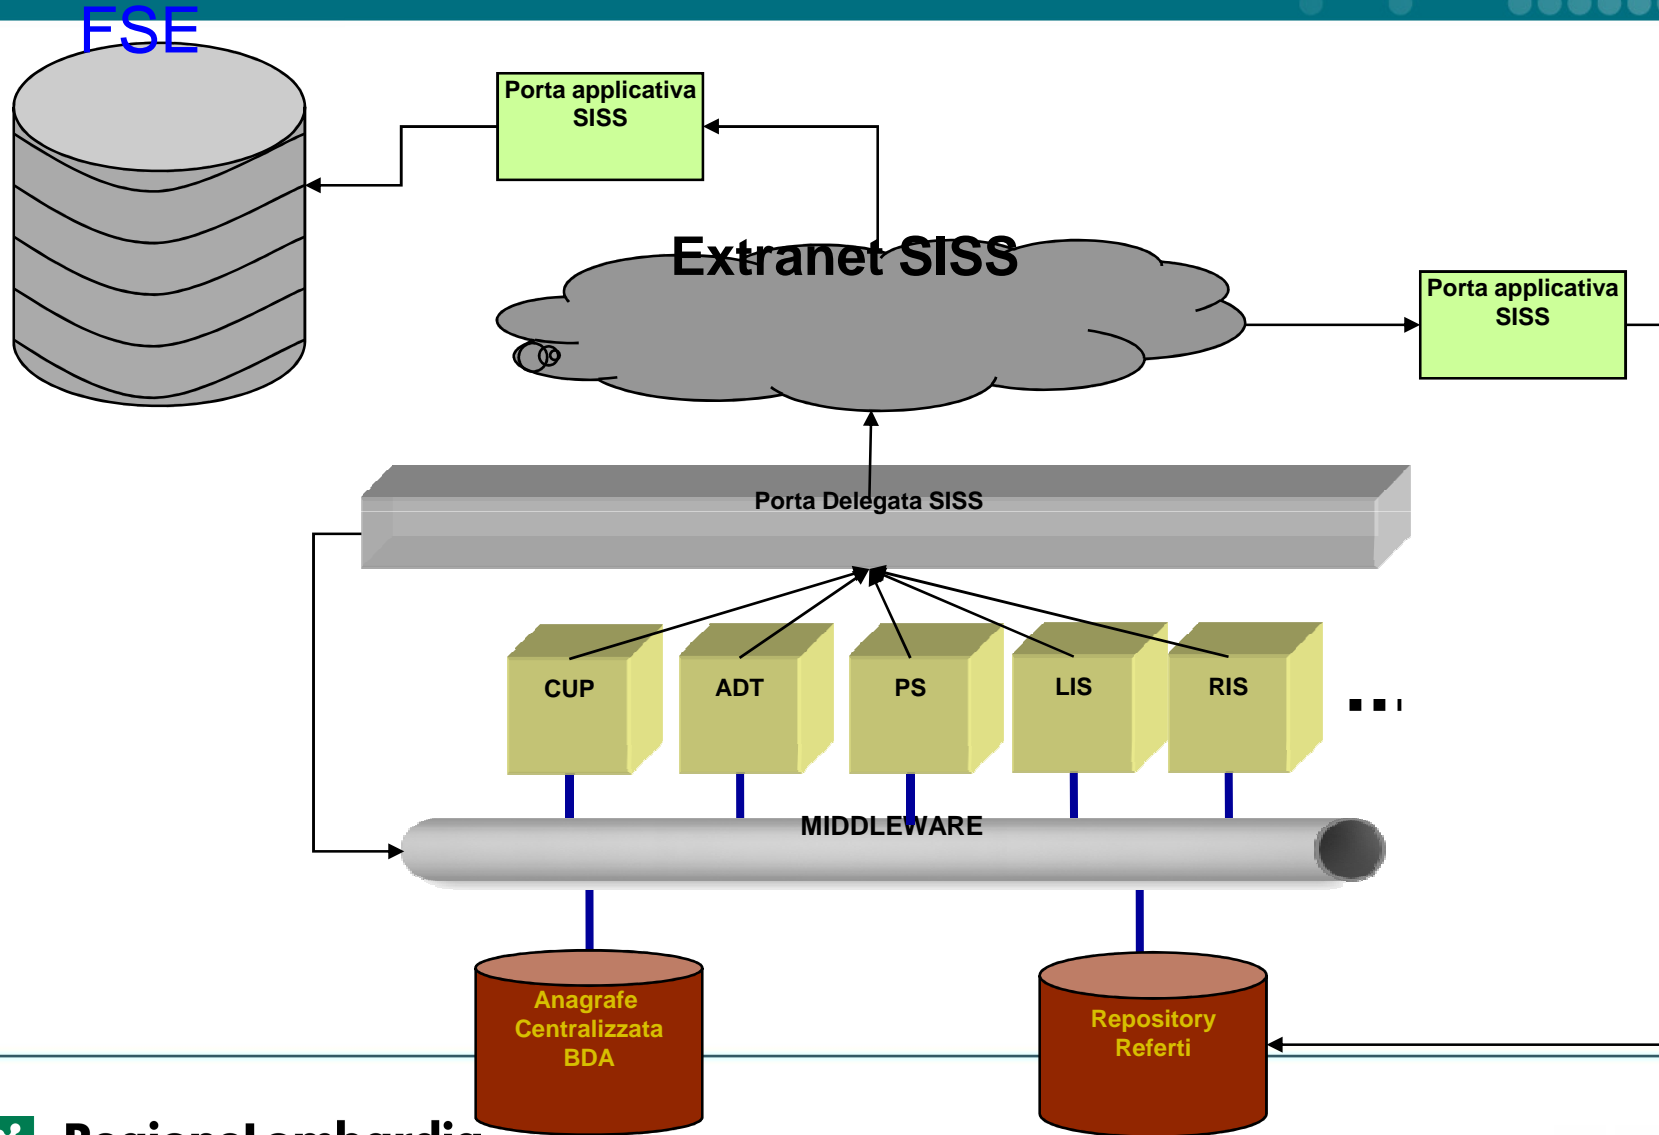 FSE
Porta applicativa
SISS
Extranet SISS
Porta applicativa
SISS
Porta Delegata SISS
CUP
ADT
PS
LIS
RIS
...
MIDDLEWARE
Anagrafe
Centralizzata
BDA
Repository
Referti
RegioneLombardia